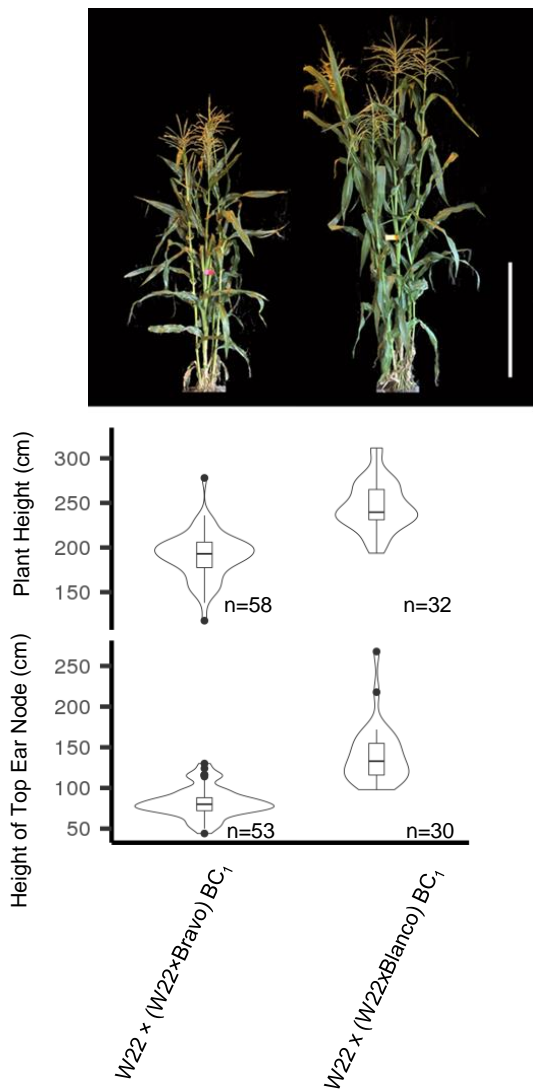 Plant Height (cm)
300
250
200
150
n=58
n=32
Height of Top Ear Node (cm)
250
200
150
100
50
n=53
n=30
W22 × (W22×Bravo) BC₁
W22 x (W22xBlanco) BC₁